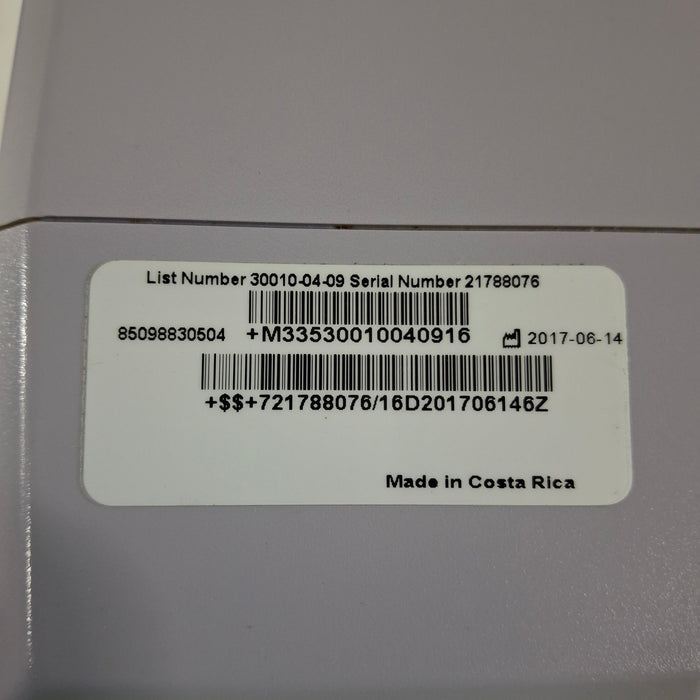 List Number 30010-04-09 Serial Number 21788076
85098830504 +M33530010040916 2017-06-14
+$$+721788076/16D201706146Z
Made in Costa Rica